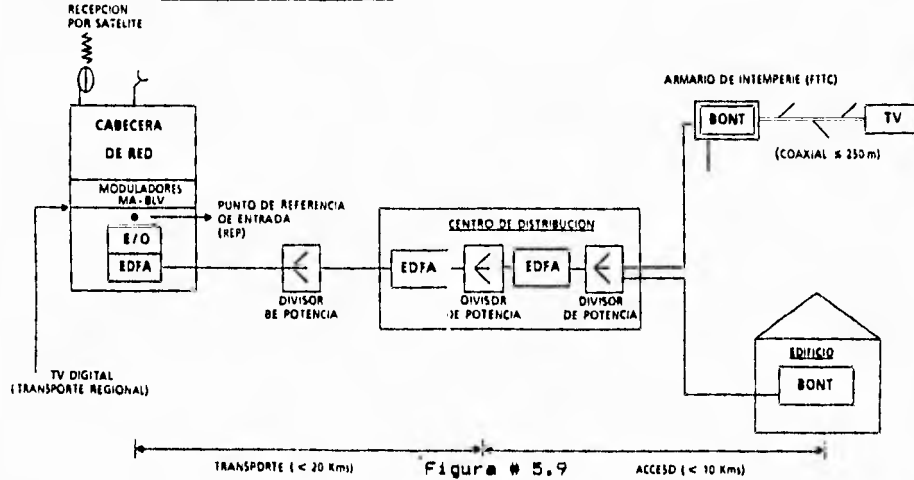 RECEPCION
POR SATELITE
CABECERA
DE RED
MODULADORES
MA-BLV
PUNTO DE REFERENCIA
DE ENTRADA
(REP)
E/O
EDFA
TV DIGITAL
(TRANSPORTE REGIONAL)
DIVISOR
BE POTENCIA
CENTRO DE DISTRIBUCION
EDFA
EDFA
DIVISOR
DE POTENCIA
DIVISOR
DE POTENCIA
ARMARIO DE INTEMPERIE (FTTC)
BONT
TV
(COAXIAL ≤ 250 m)
EDIFICIO
BONT
TRANSPORTE ( < 20 Kms)
Figura # 5.9
ACCESO ( < 10 Kms)